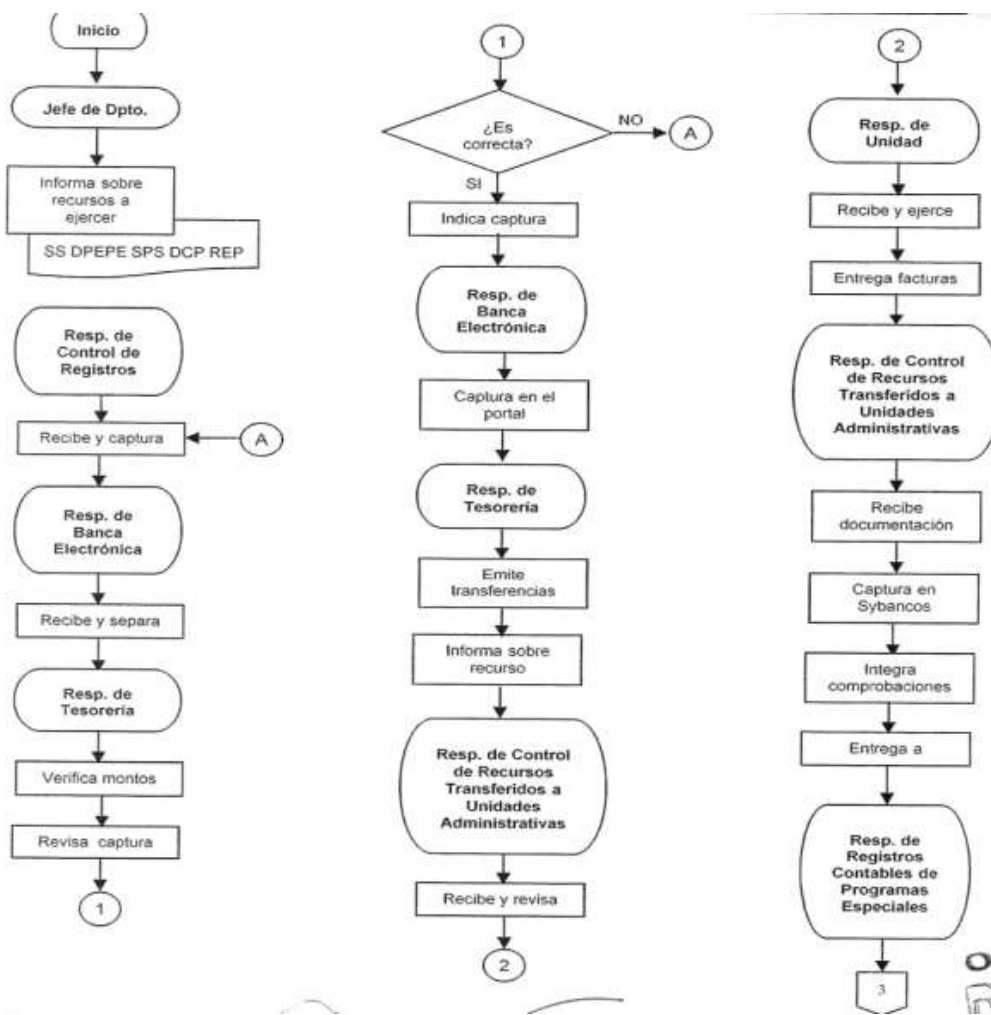 Inicio
Jefe de Dpto.
Informa sobre
recursos a
ejercer
SS DPEPE SPS DCP REP
Resp. de
Control de
Registros
Recibe y captura
A
Resp. de
Banca
Electrónica
Recibe y separa
Resp. de
Tesorería
Verifica montos
Revisa captura
1
1
¿Es
correcta?
NO
A
SI
Indica captura
Resp. de
Banca
Electrónica
Captura en el
portal
Resp. de
Tesorería
Emite
transferencias
Informa sobre
recurso
Resp. de Control
de Recursos
Transferidos a
Unidades
Administrativas
Recibe y revisa
2
2
Resp. de
Unidad
Recibe y ejerce
Entrega facturas
Resp. de Control
de Recursos
Transferidos a
Unidades
Administrativas
Recibe
documentación
Captura en
Sybancos
Integra
comprobaciones
Entrega a
Resp. de
Registros
Contables de
Programas
Especiales
3